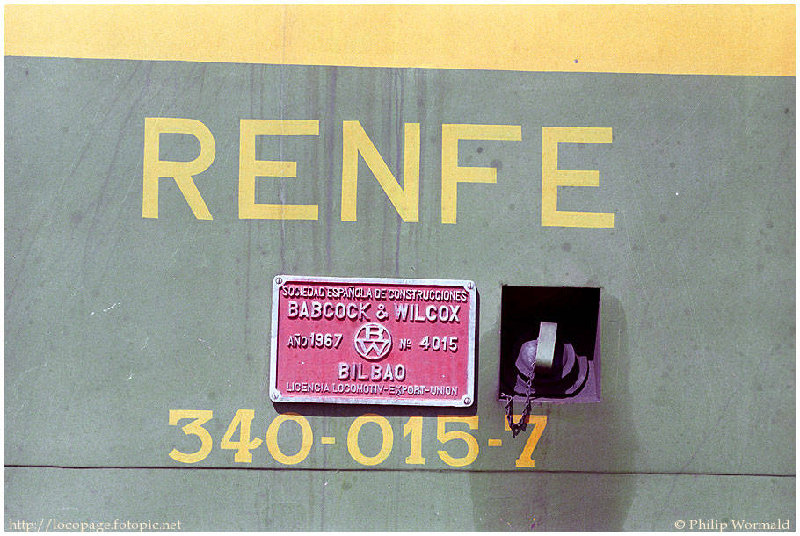 RENFE
SOCIEDAD ESPAÑOLA DE CONSTRUCCIONES
BABCOCK & WILCOX
AÑO 1967 BW Nº 4015
BILBAO
LICENCIA LOCOMOTIV-EXPORT-UNION
340-015-7
http://locopage.fotopic.net © Philip Wormald